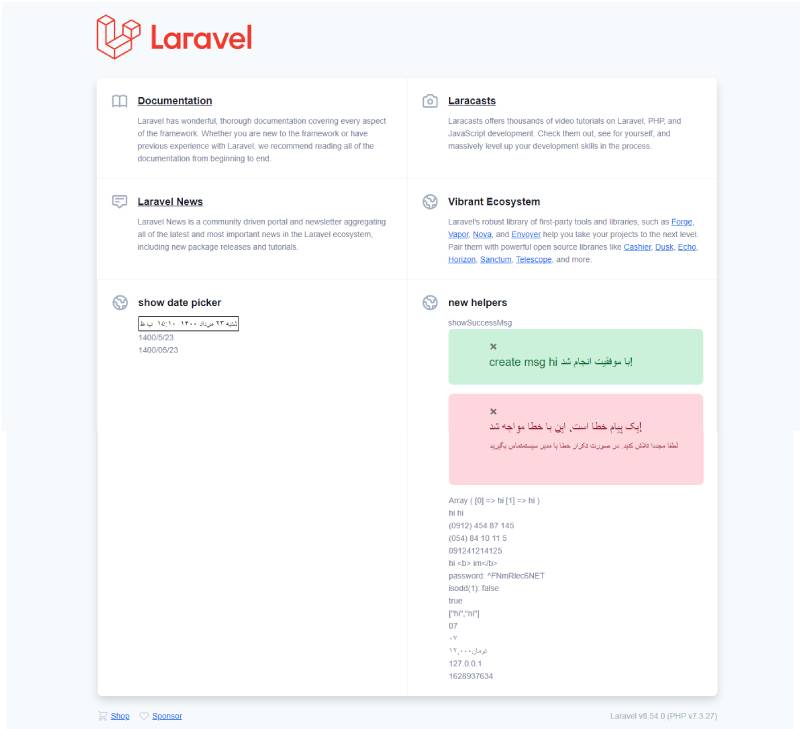 Laravel
Documentation
Laravel has wonderful, thorough documentation covering every aspect
of the framework. Whether you are new to the framework or have
previous experience with Laravel, we recommend reading all of the
documentation from beginning to end.
Laracasts
Laracasts offers thousands of video tutorials on Laravel, PHP, and
JavaScript development. Check them out, see for yourself, and
massively level up your development skills in the process.
Laravel News
Laravel News is a community driven portal and newsletter aggregating
all of the latest and most important news in the Laravel ecosystem,
including new package releases and tutorials.
Vibrant Ecosystem
Laravel's robust library of first-party tools and libraries, such as Forge,
Vapor, Nova, and Envoyer help you take your projects to the next level.
Pair them with powerful open source libraries like Cashier, Dusk, Echo,
Horizon, Sanctum, Telescope, and more.
show date picker
شنبه ۲۳ مرداد ۱۴۰۰ ۱۵:۱۰ ب ظ
1400/5/23
1400/05/23
new helpers
showSuccessMsg
×
create msg hi با موفقیت انجام شد!
×
یک پیام خطا است, این با خطا مواجه شد!
لطفا مجددا تلاش کنید. در صورت تکرار خطا با مدیر سیستمتماس بگیرید
Array ( [0] => hi [1] => hi )
hi hi
(0912) 454 87 145
(054) 84 10 11 5
091241214125
hi <b> im</b>
password: ^FNmRlec6NET
isodd(1): false
true
["hi","hi"]
07
۰۷
۱۲,۰۰۰تومان
127.0.0.1
1628937634
Shop
Sponsor
Laravel v8.54.0 (PHP v7.3.27)